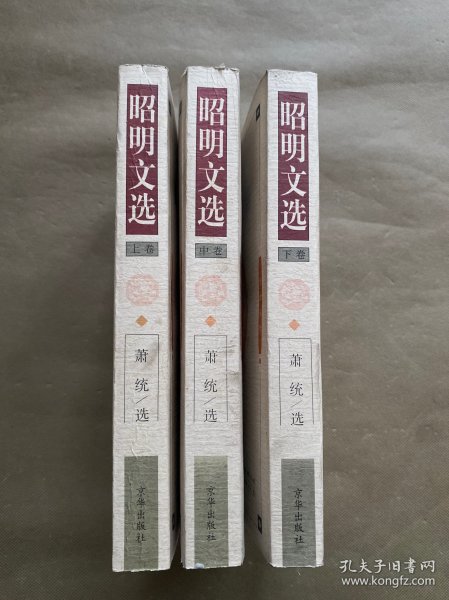 昭明文选
上卷
萧统/选
京华出版社
昭明文选
中卷
萧统/选
京华出版社
昭明文选
下卷
萧统/选
京华出版社
孔夫子旧书网
www.kongfz.com